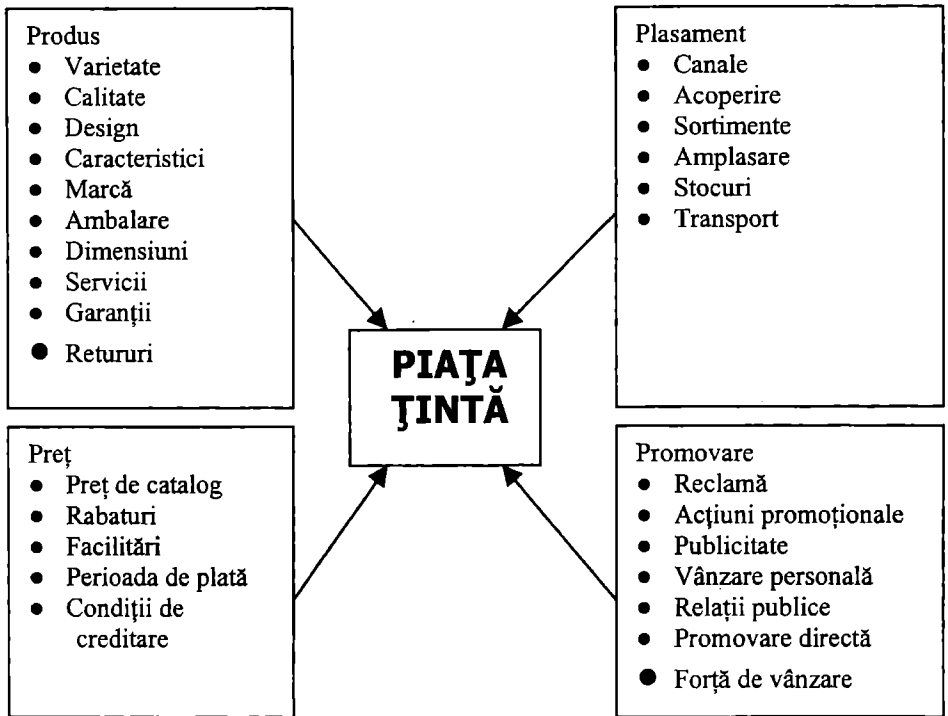 Produs
• Varietate
• Calitate
• Design
• Caracteristici
• Marcă
• Ambalare
• Dimensiuni
• Servicii
• Garanții
• Retururi
Plasament
• Canale
• Acoperire
• Sortimente
• Amplasare
• Stocuri
• Transport
PIAŢA
ŢINTĂ
Preț
• Preț de catalog
• Rabaturi
• Facilitări
• Perioada de plată
• Condiții de
creditare
Promovare
• Reclamă
• Acțiuni promoționale
• Publicitate
• Vânzare personală
• Relații publice
• Promovare directă
• Forță de vânzare